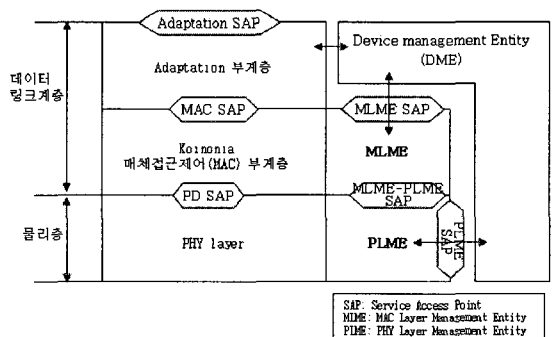 Adaptation SAP
Device management Entity
(DME)
Adaptation 부계층
데이터
링크계층
MAC SAP
MLME SAP
Koinonia
매체접근제어(MAC) 부계층
MLME
PD SAP
MLME-PLME
SAP
물리층
PHY layer
PLME
PLME
SAP
SAP: Service Access Point
MLME: MAC Layer Management Entity
PLME: PHY Layer Management Entity